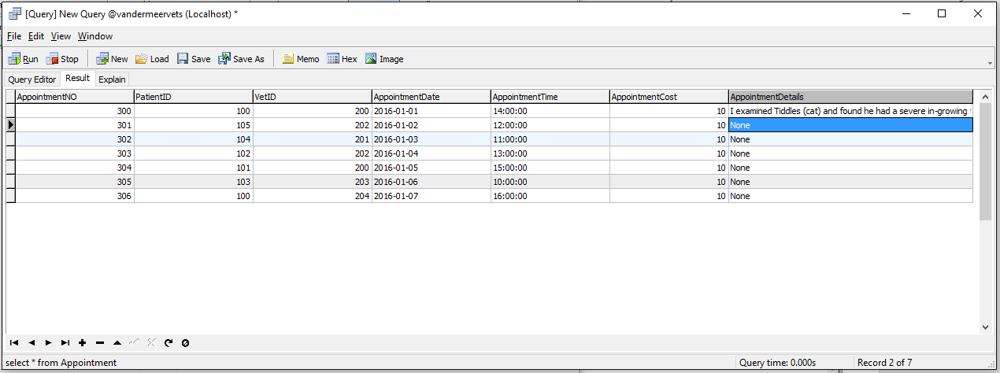 [Query] New Query @vandermeervets (Localhost) *
File Edit View Window
Run Stop New Load Save Save As Memo Hex Image
Query Editor Result Explain
AppointmentNO PatientID VetID AppointmentDate AppointmentTime AppointmentCost AppointmentDetails
300 100 200 2016-01-01 14:00:00 10 I examined Tiddles (cat) and found he had a severe in-growing
301 105 202 2016-01-02 12:00:00 10 None
302 104 201 2016-01-03 11:00:00 10 None
303 102 202 2016-01-04 13:00:00 10 None
304 101 200 2016-01-05 15:00:00 10 None
305 103 203 2016-01-06 10:00:00 10 None
306 100 204 2016-01-07 16:00:00 10 None
select * from Appointment Query time: 0.000s Record 2 of 7